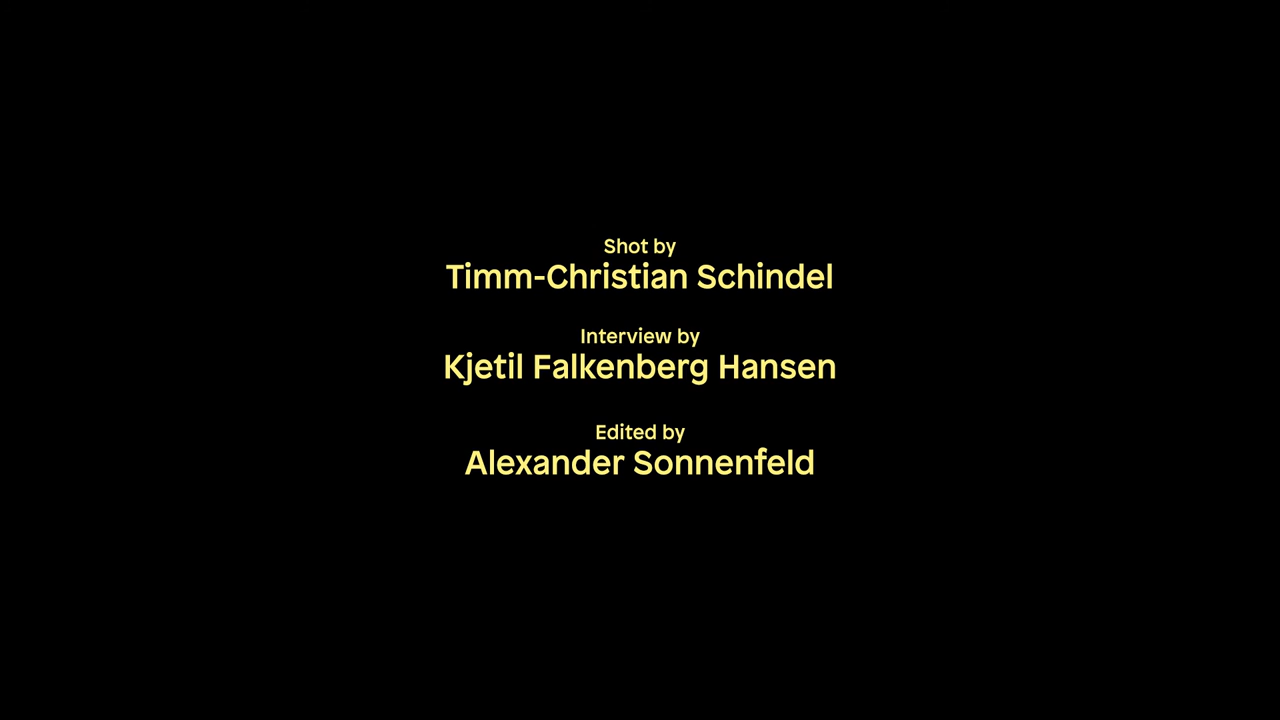 Shot by
Timm-Christian Schindel
Interview by
Kjetil Falkenberg Hansen
Edited by
Alexander Sonnenfeld